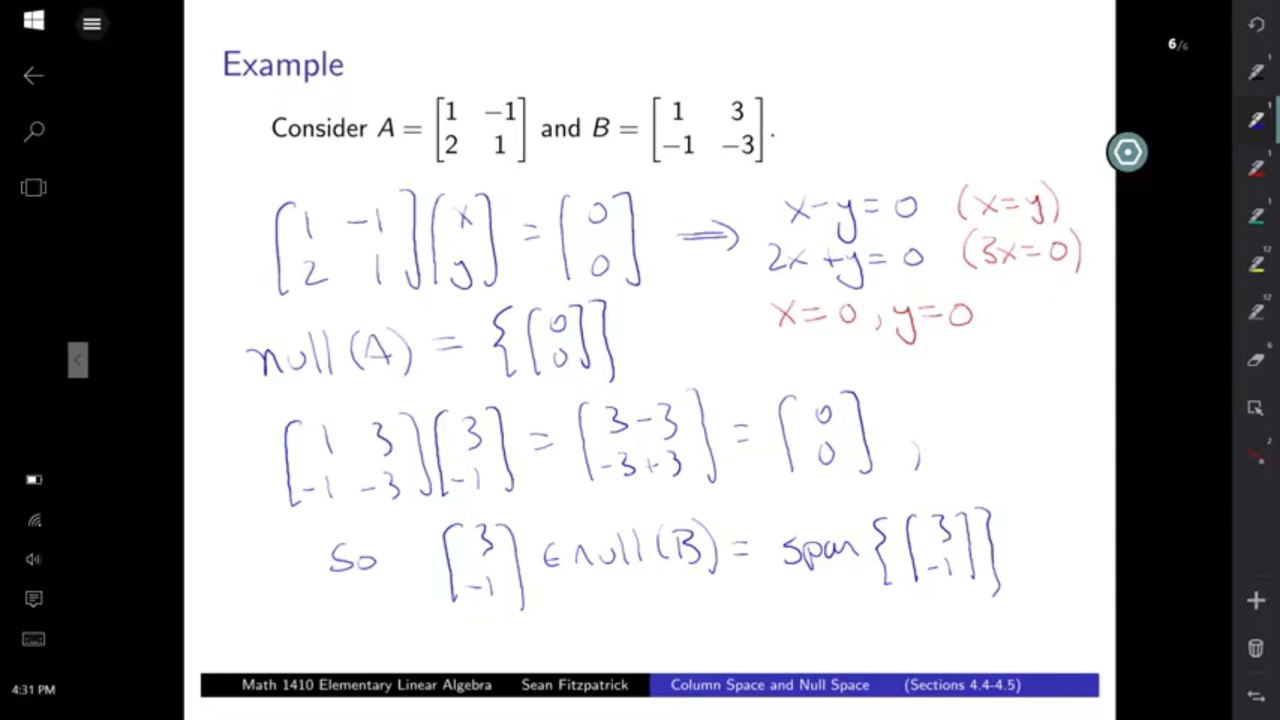 6/6
Example
Consider A = [1 −1; 2 1] and B = [1 3; −1 −3].
[1 −1; 2 1][x; y] = [0; 0] ⟹ x−y=0 (x=y)
2x+y=0 (3x=0)
x=0, y=0
null(A) = {[0; 0]}
[1 3; −1 −3][3; −1] = [3−3; −3+3] = [0; 0],
So [3; −1] ∈ null(B) = span{[3; −1]}
4:31 PM
Math 1410 Elementary Linear Algebra Sean Fitzpatrick Column Space and Null Space (Sections 4.4-4.5)